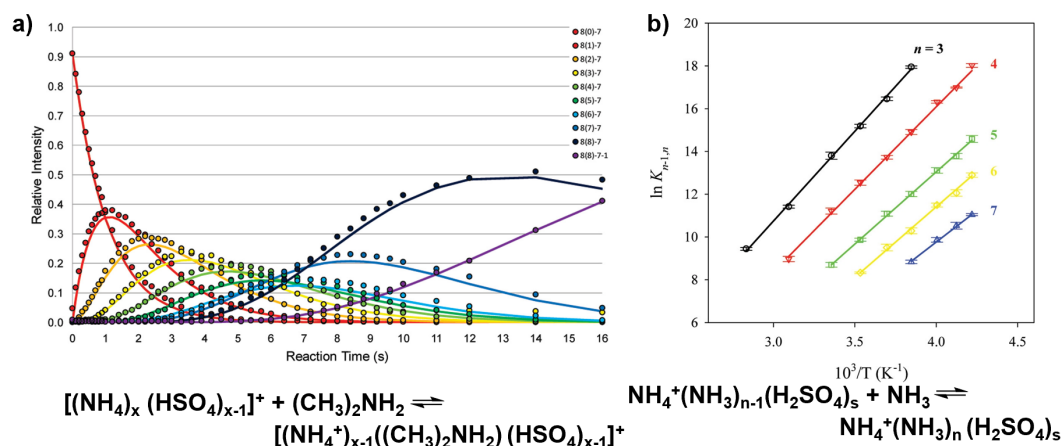 a)
1.0
0.9
0.8
0.7
0.6
0.5
0.4
0.3
0.2
0.1
0.0
Relative Intensity
0 1 2 3 4 5 6 7 8 9 10 11 12 13 14 15 16
Reaction Time (s)
8(0)-7
8(1)-7
8(2)-7
8(3)-7
8(4)-7
8(5)-7
8(6)-7
8(7)-7
8(8)-7
8(8)-7-1
[(NH₄)ₓ (HSO₄)ₓ₋₁]⁺ + (CH₃)₂NH₂ ⇌
[(NH₄⁺)ₓ₋₁((CH₃)₂NH₂) (HSO₄)ₓ₋₁]⁺
b)
20
18
16
14
12
10
8
6
ln Kₙ₋₁,ₙ
n = 3
4
5
6
7
3.0 3.5 4.0 4.5
10³/T (K⁻¹)
NH₄⁺(NH₃)ₙ₋₁(H₂SO₄)ₛ + NH₃ ⇌
NH₄⁺(NH₃)ₙ (H₂SO₄)ₛ